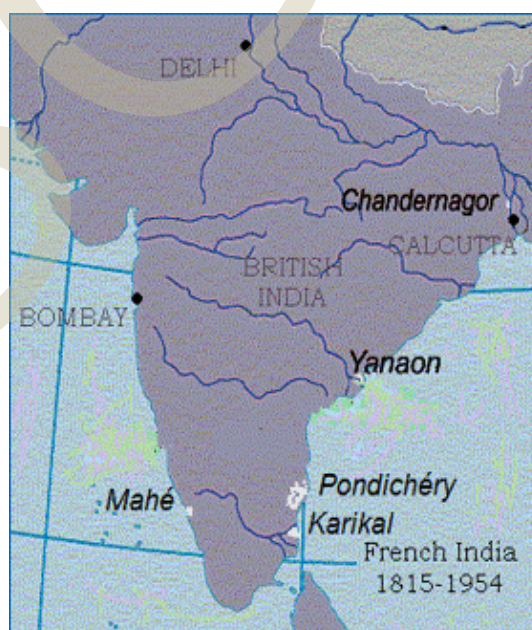 DELHI
Chandernagor
CALCUTTA
BRITISH
INDIA
BOMBAY
Yanaon
Mahé
Pondichéry
Karikal
French India
1815-1954